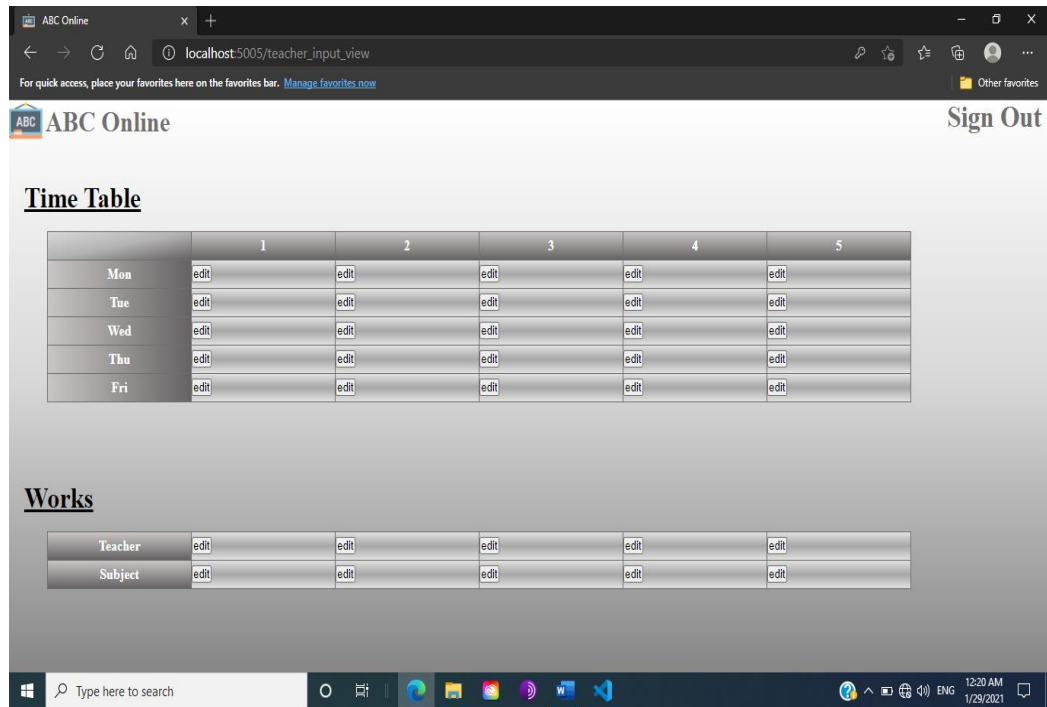 ABC Online
localhost:5005/teacher_input_view
For quick access, place your favorites here on the favorites bar. Manage favorites now
Other favorites
ABC ABC Online
Sign Out
Time Table
1 2 3 4 5
Mon edit edit edit edit edit
Tue edit edit edit edit edit
Wed edit edit edit edit edit
Thu edit edit edit edit edit
Fri edit edit edit edit edit
Works
Teacher edit edit edit edit edit
Subject edit edit edit edit edit
Type here to search
ENG
12:20 AM
1/29/2021